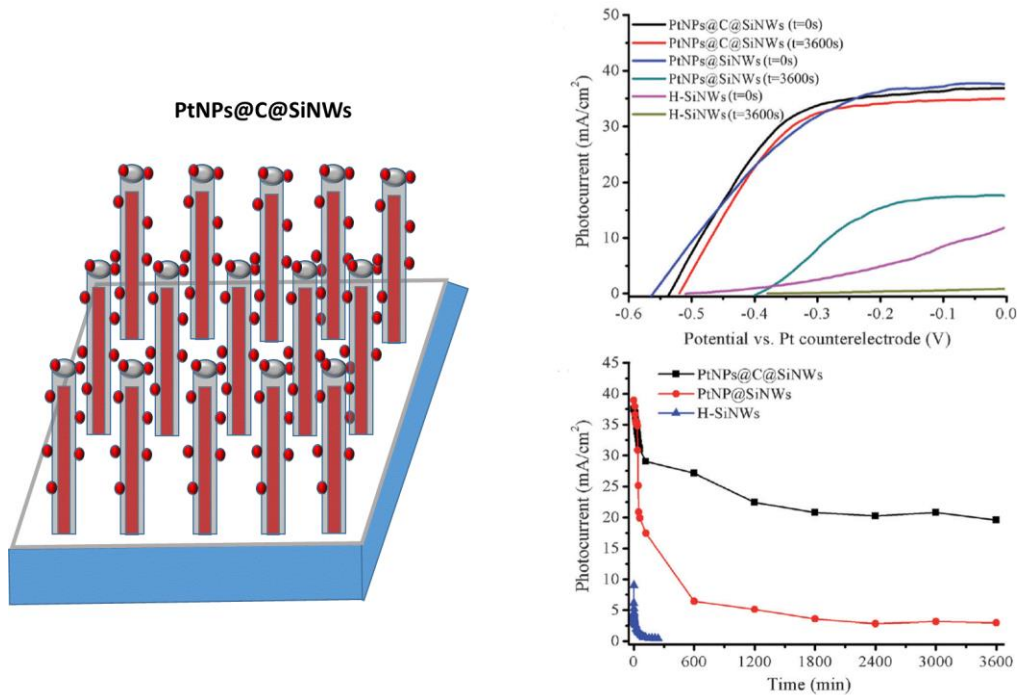 PtNPs@C@SiNWs
PtNPs@C@SiNWs (t=0s)
PtNPs@C@SiNWs (t=3600s)
PtNPs@SiNWs (t=0s)
PtNPs@SiNWs (t=3600s)
H-SiNWs (t=0s)
H-SiNWs (t=3600s)
Photocurrent (mA/cm²)
50
40
30
20
10
0
-0.6
-0.5
-0.4
-0.3
-0.2
-0.1
0.0
Potential vs. Pt counterelectrode (V)
PtNPs@C@SiNWs
PtNP@SiNWs
H-SiNWs
Photocurrent (mA/cm²)
45
40
35
30
25
20
15
10
5
0
0
600
1200
1800
2400
3000
3600
Time (min)